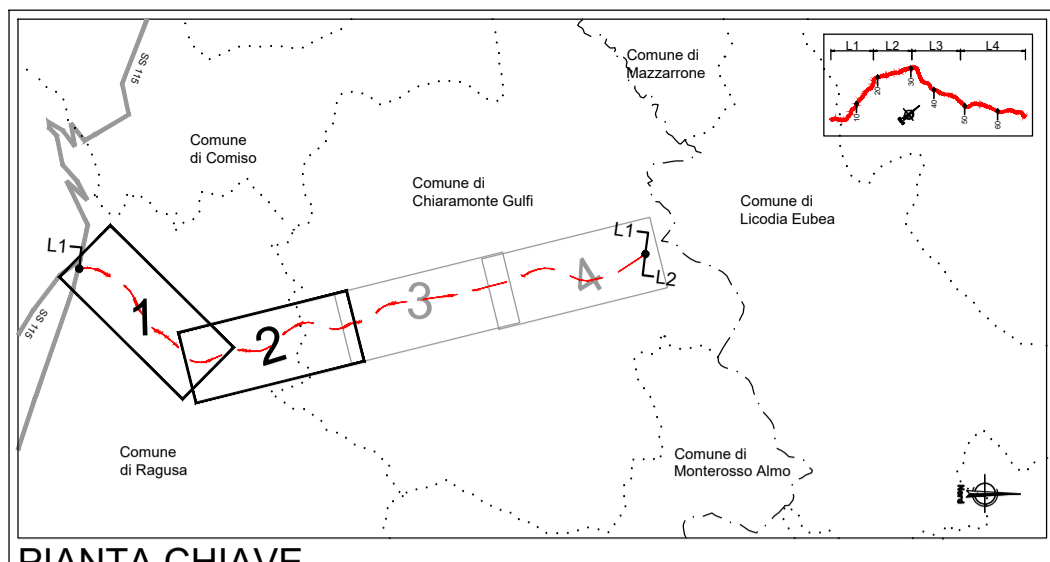 SS 115
Comune di
Mazzarrone
L1 L2 L3 L4
10
20
30
40
50
60
Comune
di Comiso
Comune di
Chiaramonte Gulfi
Comune di
Licodia Eubea
L1
L1
L2
1
2
3
4
SS 115
Comune
di Ragusa
Comune di
Monterosso Almo
Nord
PIANTA CHIAVE